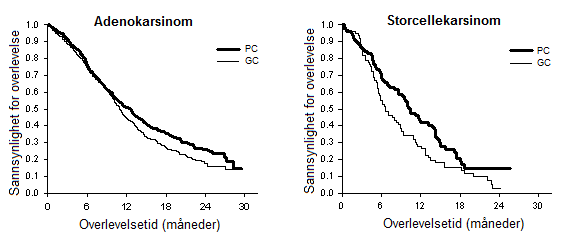 Adenokarsinom
Sannsynlighet for overlevelse
1.0
0.9
0.8
0.7
0.6
0.5
0.4
0.3
0.2
0.1
0.0
PC
GC
0 6 12 18 24 30
Overlevelsetid (måneder)
Storcellekarsinom
Sannsynlighet for overlevelse
1.0
0.9
0.8
0.7
0.6
0.5
0.4
0.3
0.2
0.1
0.0
PC
GC
0 6 12 18 24 30
Overlevelsetid (måneder)